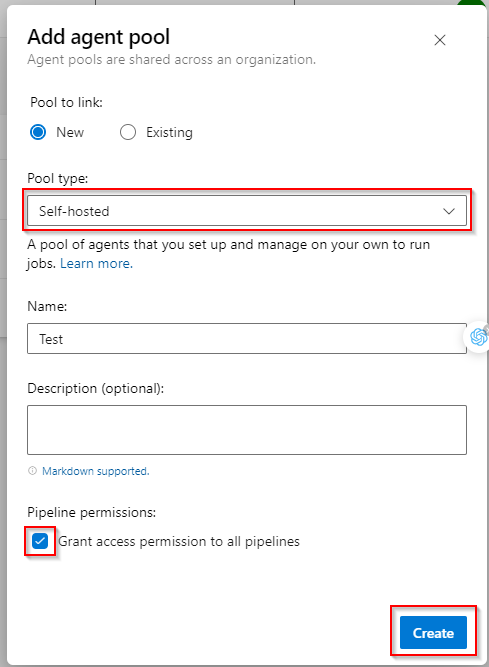 Add agent pool
Agent pools are shared across an organization.
Pool to link:
New Existing
Pool type:
Self-hosted
A pool of agents that you set up and manage on your own to run
jobs. Learn more.
Name:
Test
Description (optional):
Markdown supported.
Pipeline permissions:
Grant access permission to all pipelines
Create